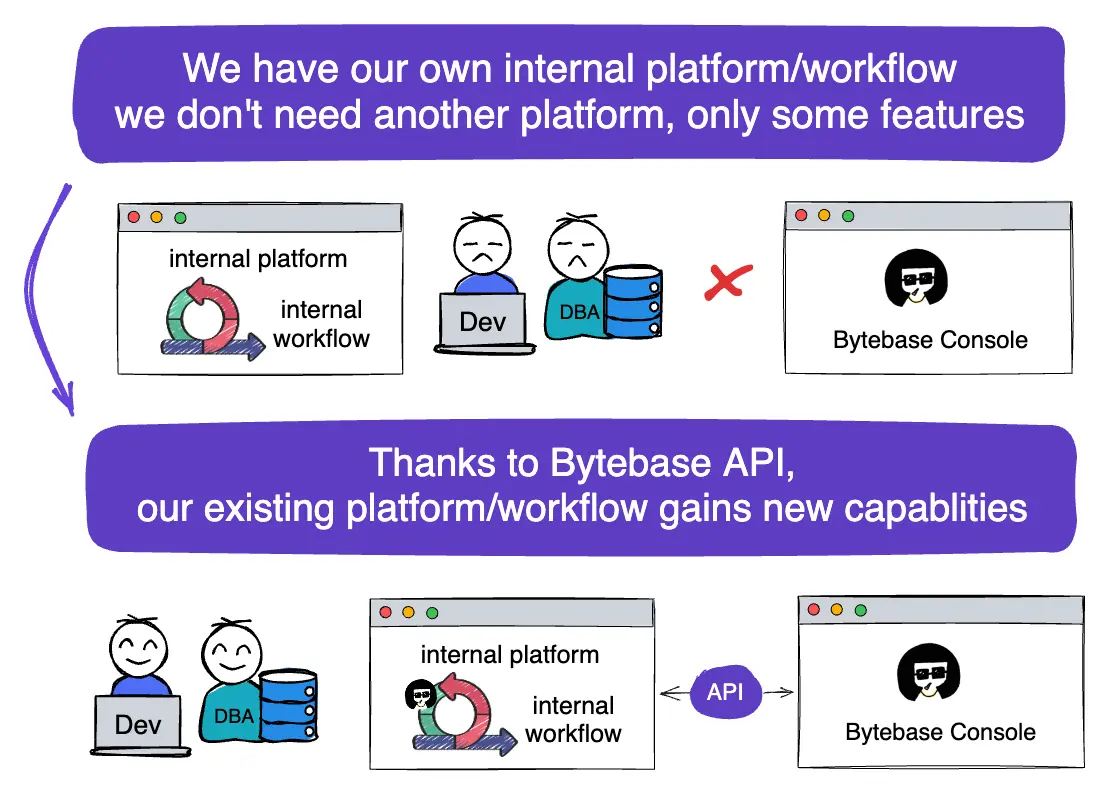 We have our own internal platform/workflow
we don't need another platform, only some features
internal platform
internal
workflow
Dev
DBA
Bytebase Console
Thanks to Bytebase API,
our existing platform/workflow gains new capablities
Dev
DBA
internal platform
internal
workflow
API
Bytebase Console